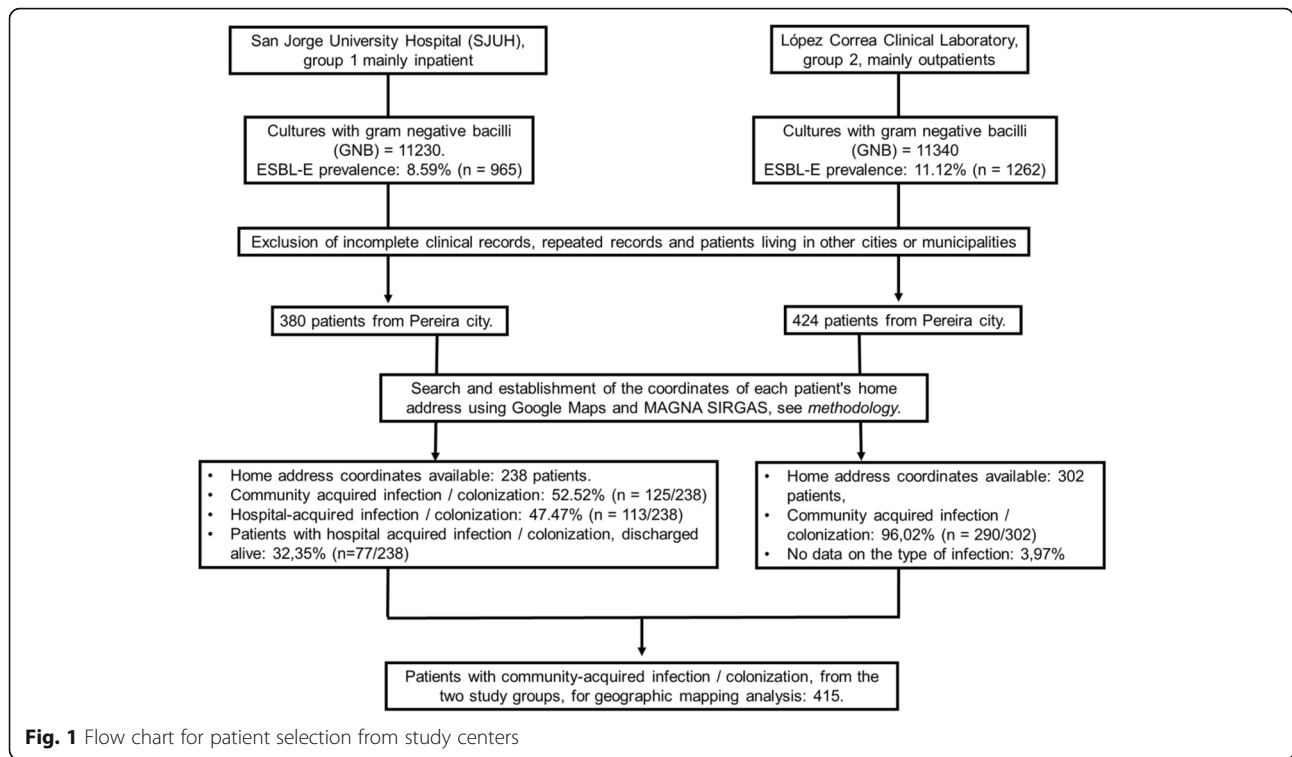 San Jorge University Hospital (SJUH),
group 1 mainly inpatient
López Correa Clinical Laboratory,
group 2, mainly outpatients
Cultures with gram negative bacilli
(GNB) = 11230.
ESBL-E prevalence: 8.59% (n = 965)
Cultures with gram negative bacilli
(GNB) = 11340
ESBL-E prevalence: 11.12% (n = 1262)
Exclusion of incomplete clinical records, repeated records and patients living in other cities or municipalities
380 patients from Pereira city.
424 patients from Pereira city.
Search and establishment of the coordinates of each patient's home
address using Google Maps and MAGNA SIRGAS, see methodology.
• Home address coordinates available: 238 patients.
• Community acquired infection / colonization: 52.52% (n = 125/238)
• Hospital-acquired infection / colonization: 47.47% (n = 113/238)
• Patients with hospital acquired infection / colonization, discharged
alive: 32,35% (n=77/238)
• Home address coordinates available: 302
patients,
• Community acquired infection /
colonization: 96,02% (n = 290/302)
• No data on the type of infection: 3,97%
Patients with community-acquired infection / colonization, from the
two study groups, for geographic mapping analysis: 415.
Fig. 1 Flow chart for patient selection from study centers